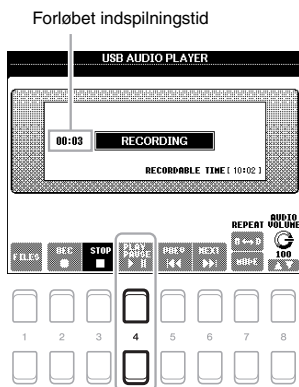 Forløbet indspilningstid
USB AUDIO PLAYER
00:03 RECORDING
RECORDABLE TIME[ 10:02 ]
REPEAT AUDIO VOLUME
FILES REC STOP PLAY PAUSE PREV NEXT MODE 100
1 2 3 4 5 6 7 8